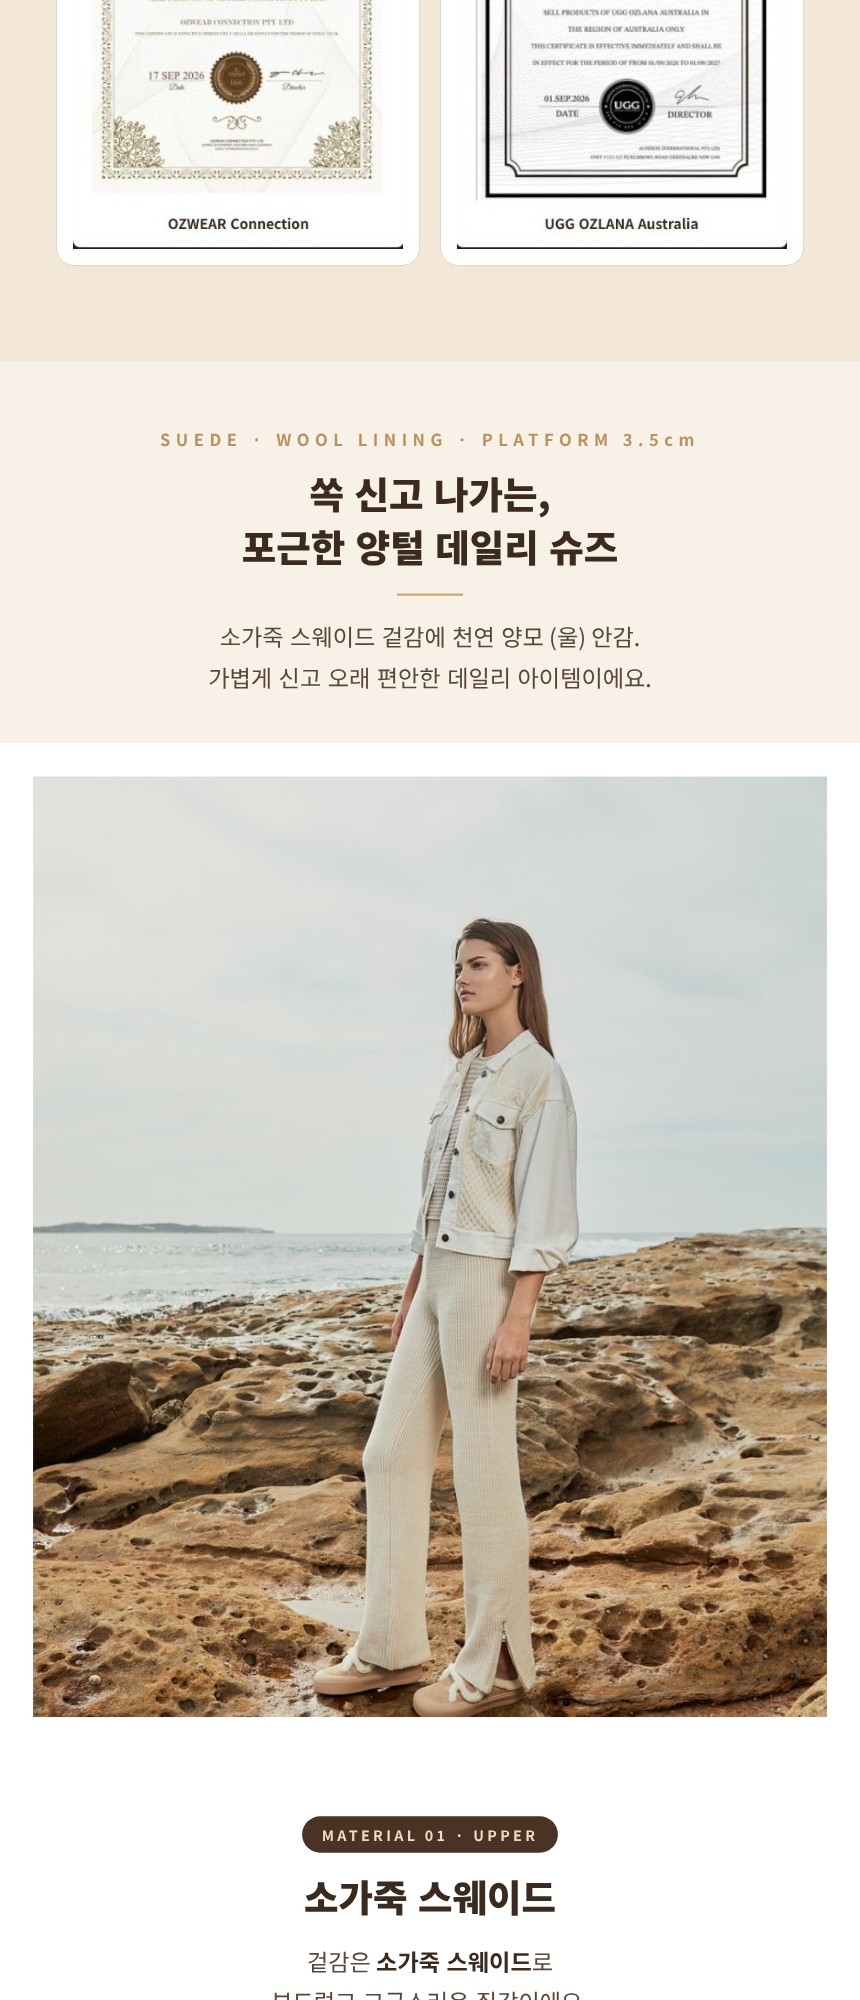 OZWEAR CONNECTION PTY LTD
17 SEP 2026
Date
Director
UGG
OZWEAR Connection
SELL PRODUCTS OF UGG OZLANA AUSTRALIA IN
THE REGION OF AUSTRALIA ONLY
THIS CERTIFICATE IS EFFECTIVE IMMEDIATELY AND SHALL BE
IN EFFECT FOR THE PERIOD OF FROM 01/09/2026 TO 01/09/2027
01.SEP.2026
DATE
UGG
DIRECTOR
UGG OZLANA Australia
SUEDE · WOOL LINING · PLATFORM 3.5cm
쏙 신고 나가는,
포근한 양털 데일리 슈즈
소가죽 스웨이드 겉감에 천연 양모 (울) 안감.
가볍게 신고 오래 편안한 데일리 아이템이에요.
MATERIAL 01 · UPPER
소가죽 스웨이드
겉감은 소가죽 스웨이드로